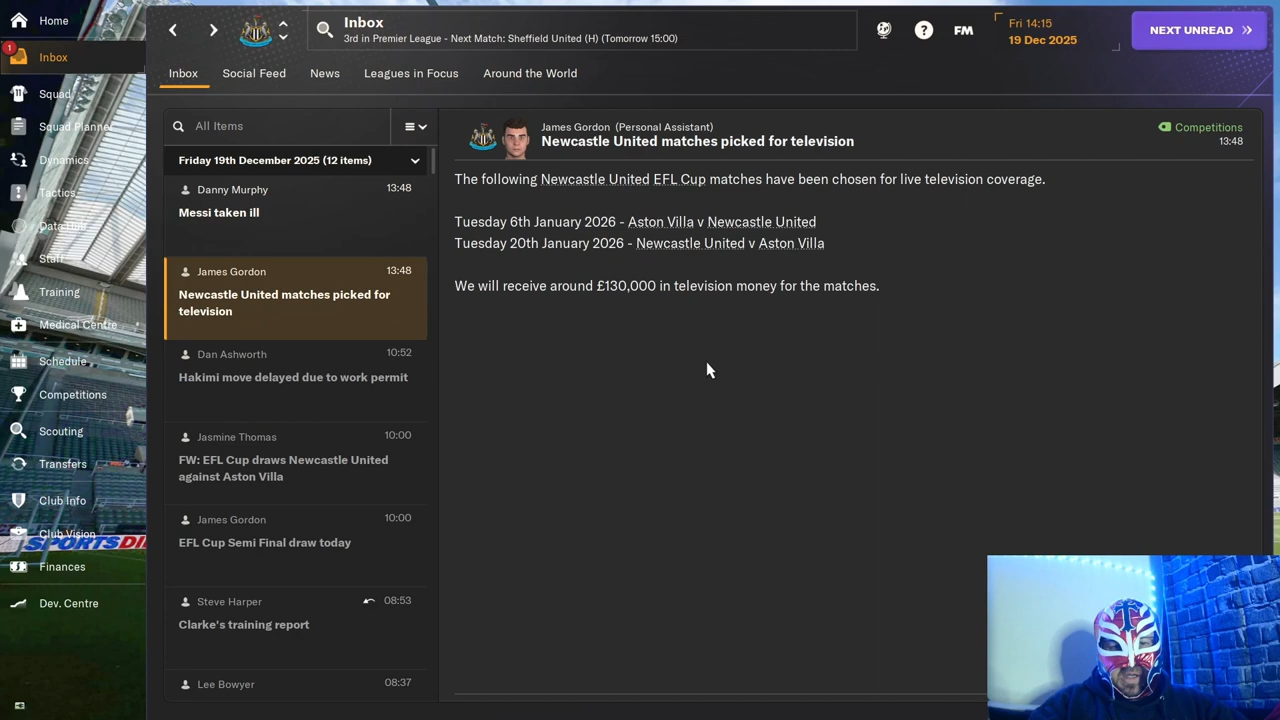 Home
1
Inbox
Squad
Squad Planner
Dynamics
Tactics
Data Hub
Staff
Training
Medical Centre
Schedule
Competitions
Scouting
Transfers
Club Info
Club Vision
SPORTS DI
Finances
Dev. Centre
Inbox
3rd in Premier League - Next Match: Sheffield United (H) (Tomorrow 15:00)
?
FM
Fri 14:15
19 Dec 2025
NEXT UNREAD
Inbox
Social Feed
News
Leagues in Focus
Around the World
All Items
Friday 19th December 2025 (12 items)
Danny Murphy
13:48
Messi taken ill
James Gordon
13:48
Newcastle United matches picked for
television
Dan Ashworth
10:52
Hakimi move delayed due to work permit
Jasmine Thomas
10:00
FW: EFL Cup draws Newcastle United
against Aston Villa
James Gordon
10:00
EFL Cup Semi Final draw today
Steve Harper
08:53
Clarke's training report
Lee Bowyer
08:37
James Gordon (Personal Assistant)
Newcastle United matches picked for television
Competitions
13:48
The following Newcastle United EFL Cup matches have been chosen for live television coverage.
Tuesday 6th January 2026 - Aston Villa v Newcastle United
Tuesday 20th January 2026 - Newcastle United v Aston Villa
We will receive around £130,000 in television money for the matches.